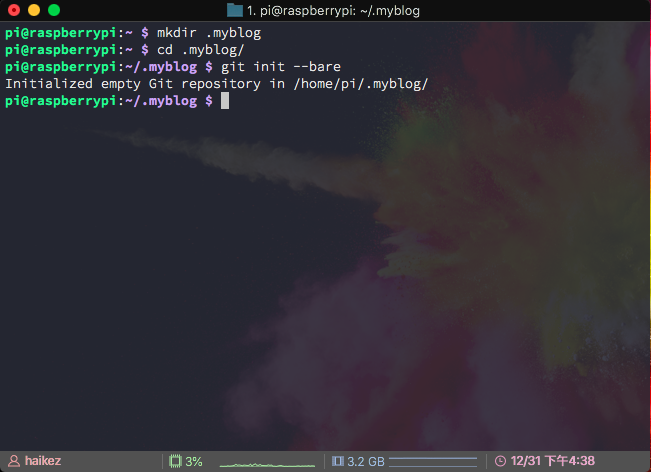 1. pi@raspberrypi: ~/.myblog
pi@raspberrypi:~ $ mkdir .myblog
pi@raspberrypi:~ $ cd .myblog/
pi@raspberrypi:~/.myblog $ git init --bare
Initialized empty Git repository in /home/pi/.myblog/
pi@raspberrypi:~/.myblog $
haikez 3% 3.2 GB 12/31 下午4:38